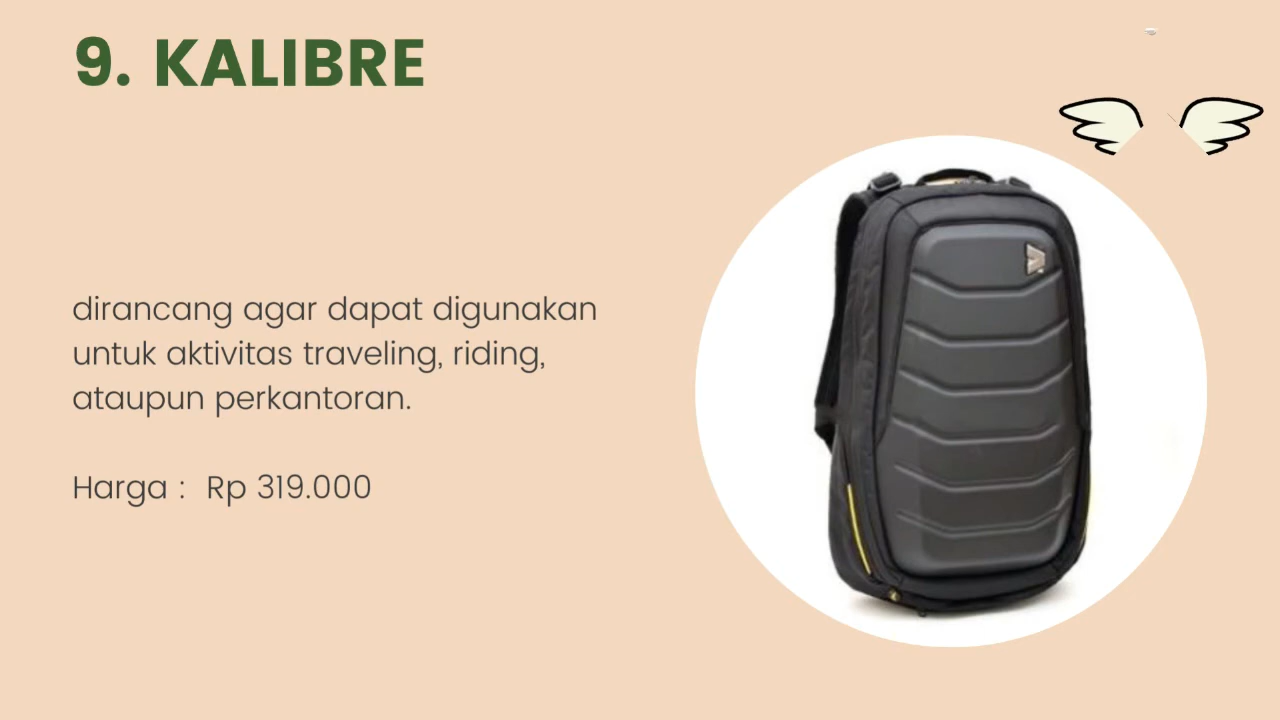 9. KALIBRE
dirancang agar dapat digunakan
untuk aktivitas traveling, riding,
ataupun perkantoran.
Harga : Rp 319.000